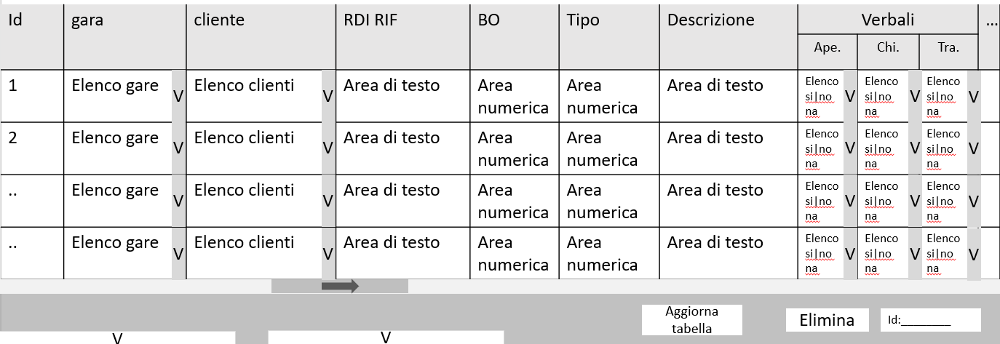 Id gara cliente RDI RIF BO Tipo Descrizione Verbali ...
Ape. Chi. Tra.
1 Elenco gare V Elenco clienti V Area di testo Area numerica Area numerica Area di testo Elenco si|no na V Elenco si|no na V Elenco si|no na V
2 Elenco gare V Elenco clienti V Area di testo Area numerica Area numerica Area di testo Elenco si|no na V Elenco si|no na V Elenco si|no na V
.. Elenco gare V Elenco clienti V Area di testo Area numerica Area numerica Area di testo Elenco si|no na V Elenco si|no na V Elenco si|no na V
.. Elenco gare V Elenco clienti V Area di testo Area numerica Area numerica Area di testo Elenco si|no na V Elenco si|no na V Elenco si|no na V
Aggiorna
tabella
Elimina
Id:________
V V